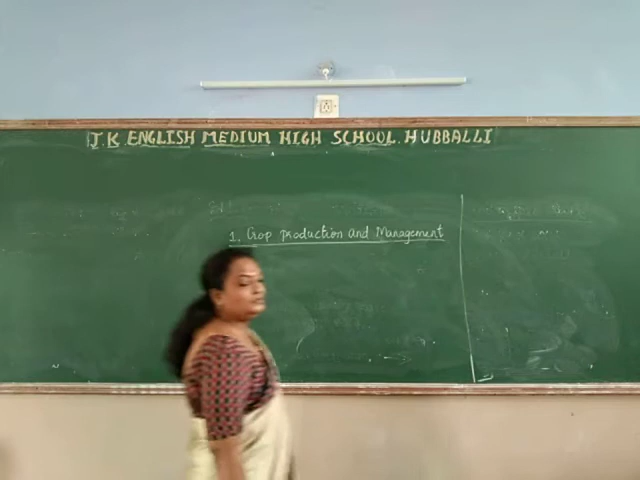 J.K ENGLISH MEDIUM HIGH SCHOOL. HUBBALLI
1. Crop production and Management